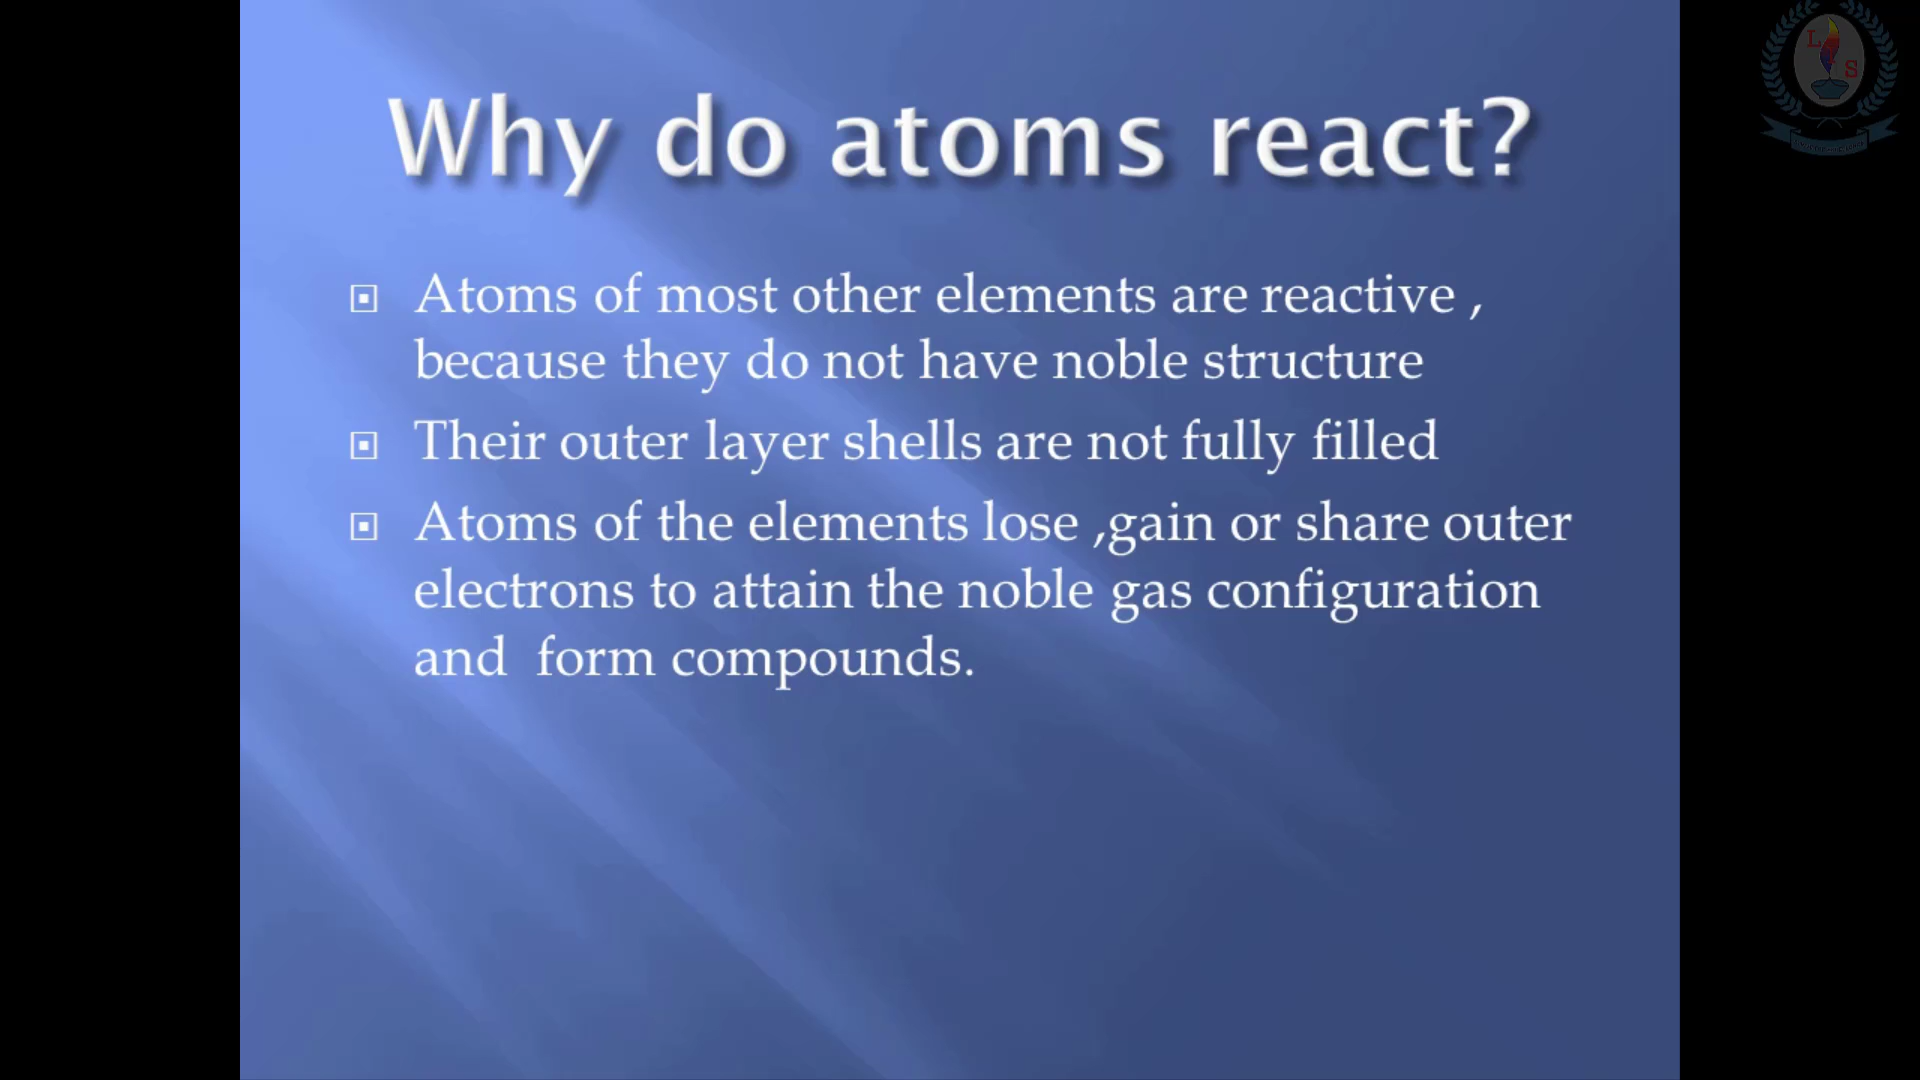 Why do atoms react?
Atoms of most other elements are reactive ,
because they do not have noble structure
Their outer layer shells are not fully filled
Atoms of the elements lose ,gain or share outer
electrons to attain the noble gas configuration
and  form compounds.
L
S